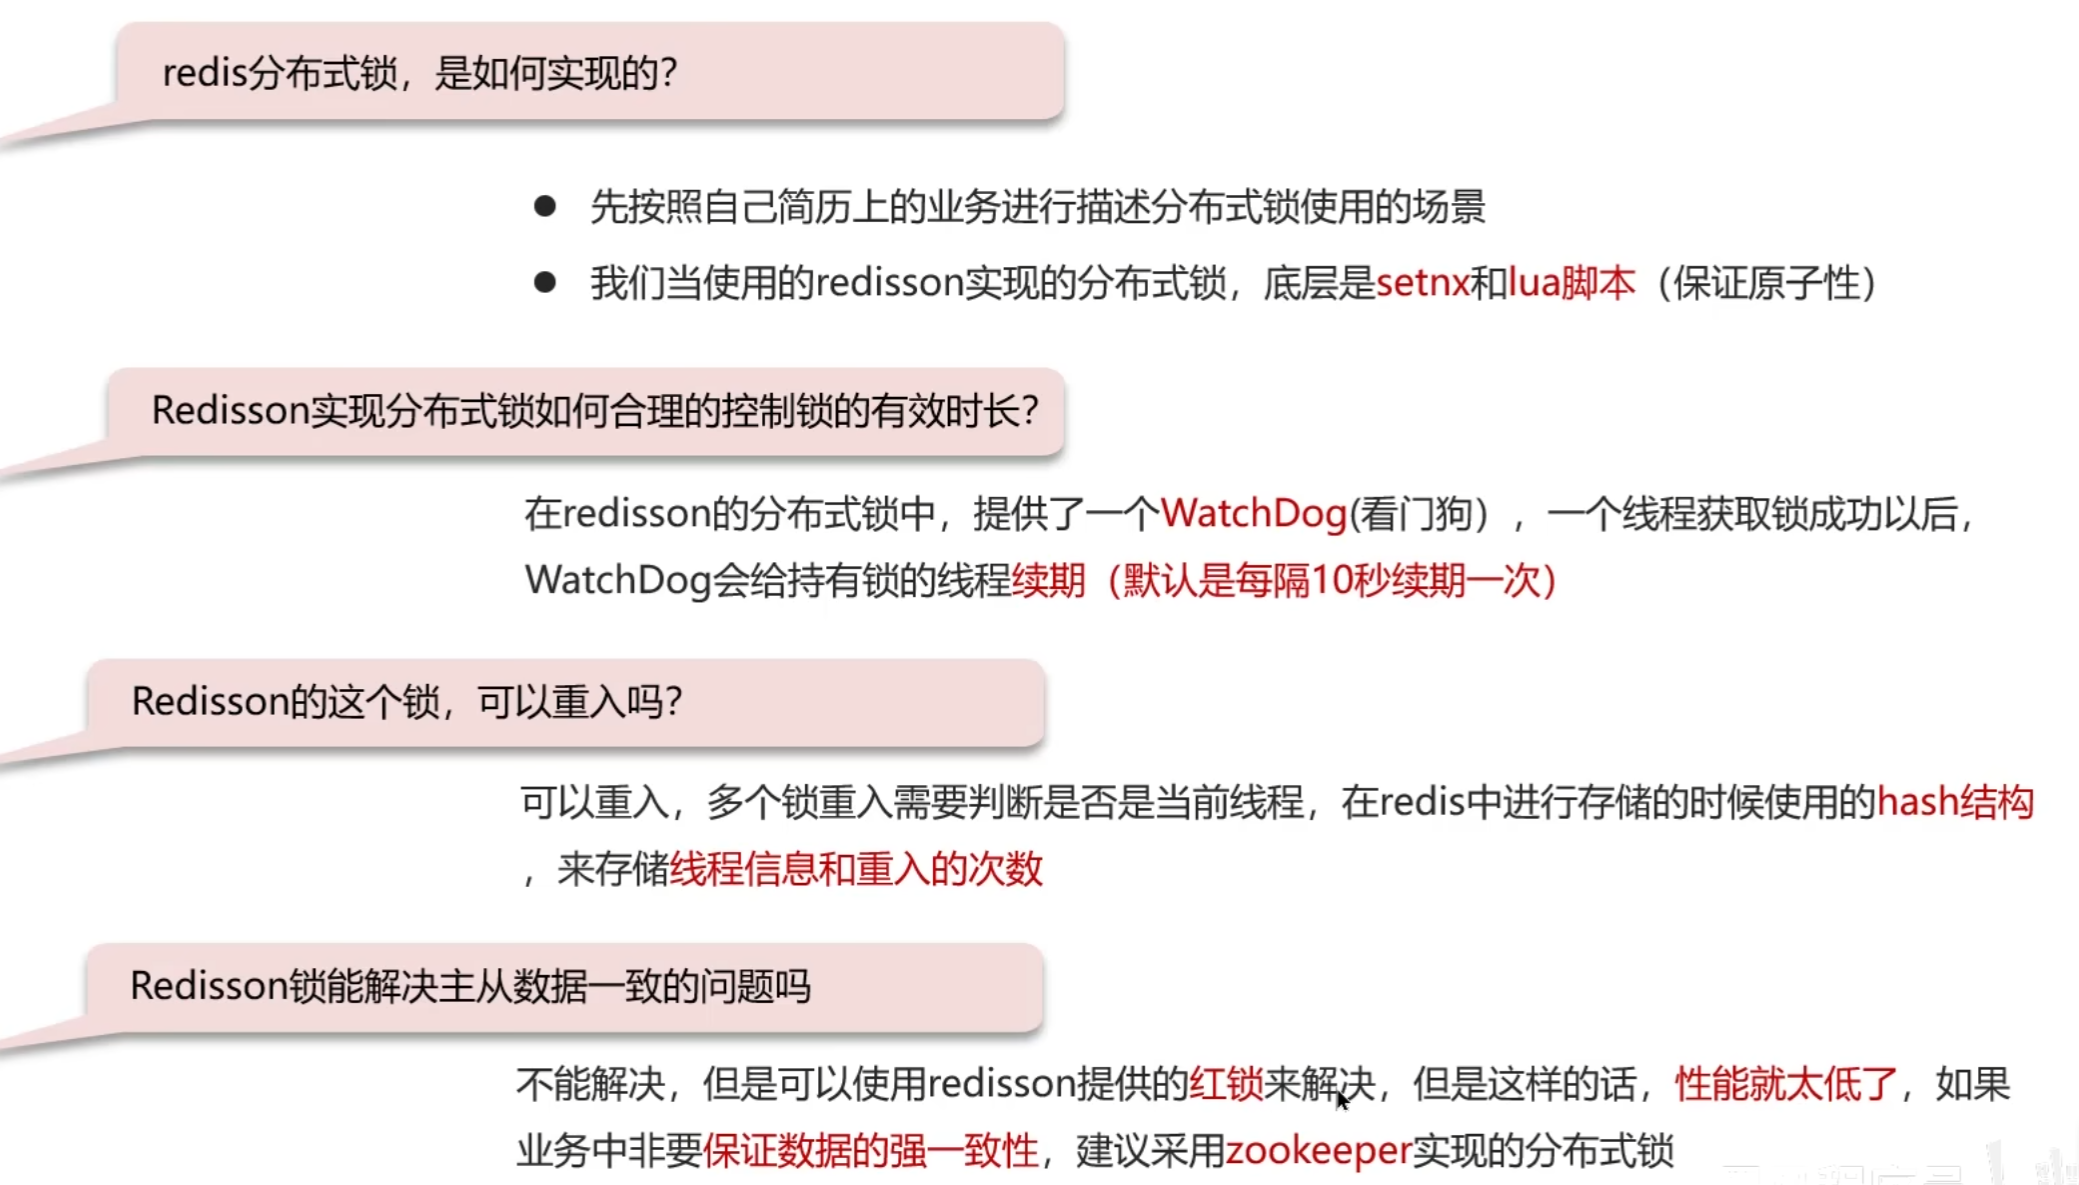 redis分布式锁，是如何实现的？
● 先按照自己简历上的业务进行描述分布式锁使用的场景
● 我们当使用的redisson实现的分布式锁，底层是setnx和lua脚本（保证原子性）
Redisson实现分布式锁如何合理的控制锁的有效时长？
在redisson的分布式锁中，提供了一个WatchDog(看门狗），一个线程获取锁成功以后，
WatchDog会给持有锁的线程续期（默认是每隔10秒续期一次）
Redisson的这个锁，可以重入吗？
可以重入，多个锁重入需要判断是否是当前线程，在redis中进行存储的时候使用的hash结构
，来存储线程信息和重入的次数
Redisson锁能解决主从数据一致的问题吗
不能解决，但是可以使用redisson提供的红锁来解决，但是这样的话，性能就太低了，如果
业务中非要保证数据的强一致性，建议采用zookeeper实现的分布式锁